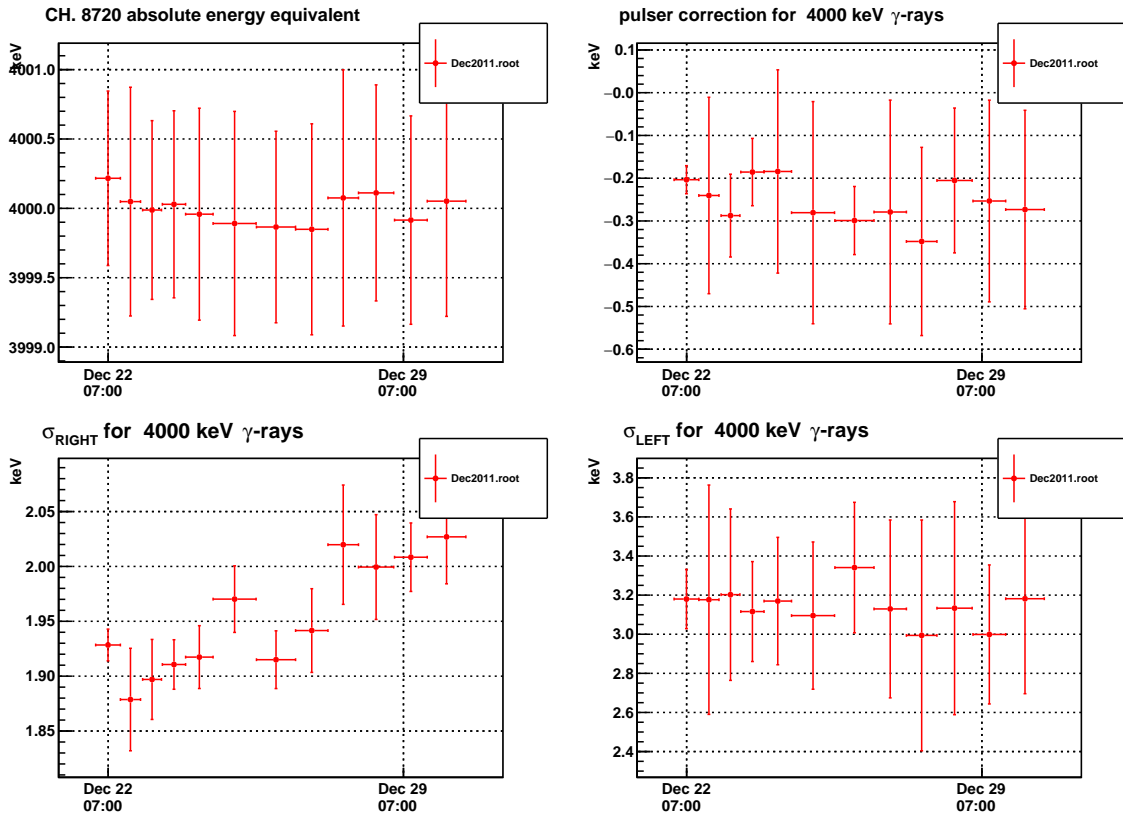 CH. 8720 absolute energy equivalent
keV
4001.0
4000.5
4000.0
3999.5
3999.0
Dec 22
07:00
Dec 29
07:00
Dec2011.root
pulser correction for 4000 keV γ-rays
keV
0.1
−0.0
−0.1
−0.2
−0.3
−0.4
−0.5
−0.6
Dec 22
07:00
Dec 29
07:00
Dec2011.root
σRIGHT for 4000 keV γ-rays
keV
2.05
2.00
1.95
1.90
1.85
Dec 22
07:00
Dec 29
07:00
Dec2011.root
σLEFT for 4000 keV γ-rays
keV
3.8
3.6
3.4
3.2
3.0
2.8
2.6
2.4
Dec 22
07:00
Dec 29
07:00
Dec2011.root